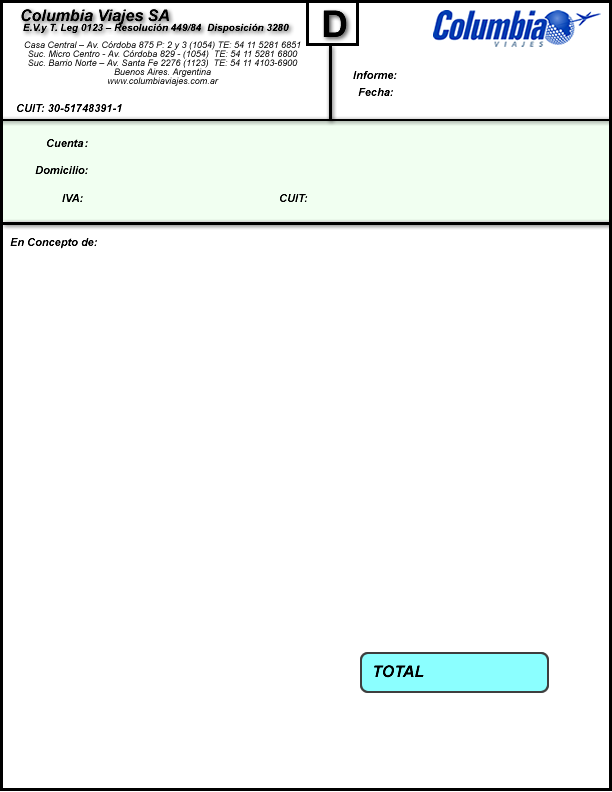 Columbia Viajes SA
E.V.y T. Leg 0123 – Resolución 449/84 Disposición 3280
Casa Central – Av. Córdoba 875 P: 2 y 3 (1054) TE: 54 11 5281 6851
Suc. Micro Centro - Av. Córdoba 829 - (1054) TE: 54 11 5281 6800
Suc. Barrio Norte – Av. Santa Fe 2276 (1123) TE: 54 11 4103-6900
Buenos Aires. Argentina
www.columbiaviajes.com.ar
CUIT: 30-51748391-1
D
Columbia
VIAJES
Informe:
Fecha:
Cuenta:
Domicilio:
IVA:
CUIT:
En Concepto de:
TOTAL